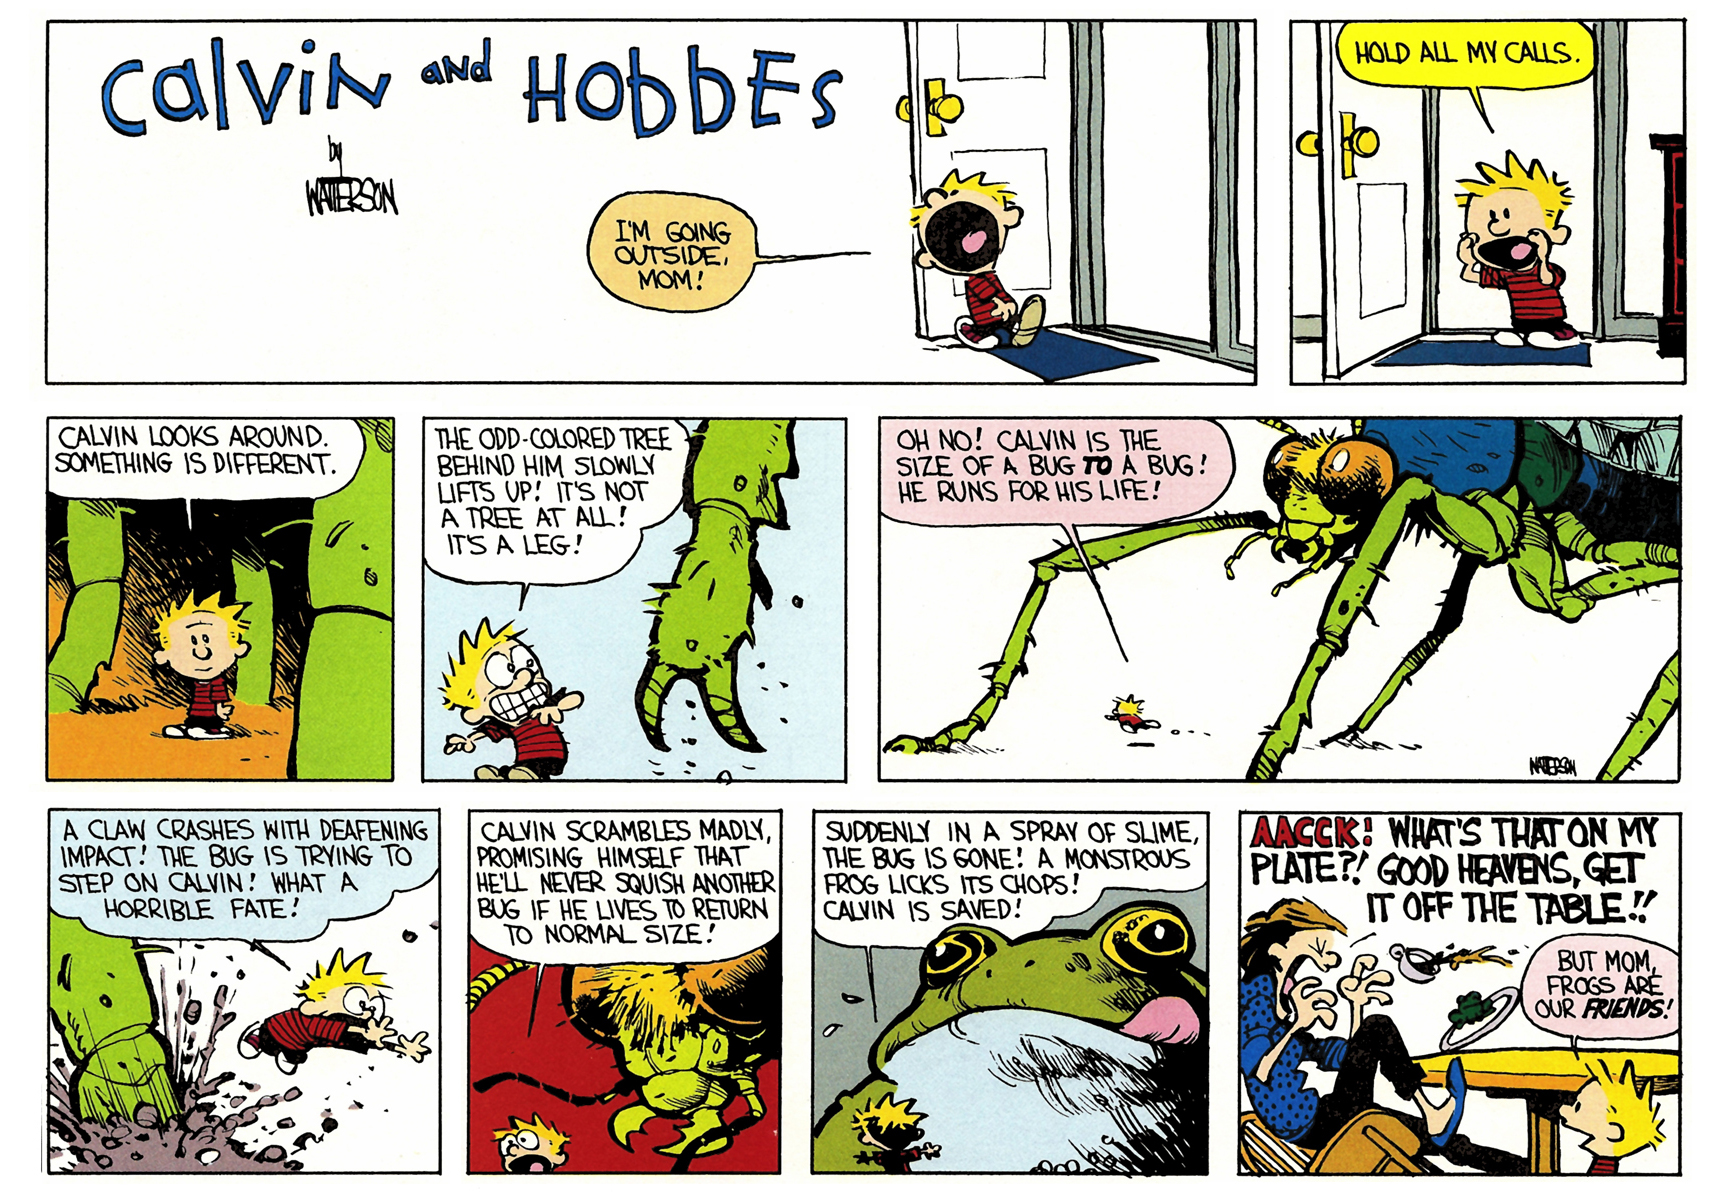 Calvin and Hobbes
by
WATTERSON
I'M GOING
OUTSIDE,
MOM!
HOLD ALL MY CALLS.
CALVIN LOOKS AROUND.
SOMETHING IS DIFFERENT.
THE ODD-COLORED TREE
BEHIND HIM SLOWLY
LIFTS UP! IT'S NOT
A TREE AT ALL!
IT'S A LEG!
OH NO! CALVIN IS THE
SIZE OF A BUG TO A BUG!
HE RUNS FOR HIS LIFE!
WATTERSON
A CLAW CRASHES WITH DEAFENING
IMPACT! THE BUG IS TRYING TO
STEP ON CALVIN! WHAT A
HORRIBLE FATE!
CALVIN SCRAMBLES MADLY,
PROMISING HIMSELF THAT
HE'LL NEVER SQUISH ANOTHER
BUG IF HE LIVES TO RETURN
TO NORMAL SIZE!
SUDDENLY IN A SPRAY OF SLIME,
THE BUG IS GONE! A MONSTROUS
FROG LICKS ITS CHOPS!
CALVIN IS SAVED!
AACCK! WHAT'S THAT ON MY
PLATE?! GOOD HEAVENS, GET
IT OFF THE TABLE!!
BUT MOM,
FROGS ARE
OUR FRIENDS!